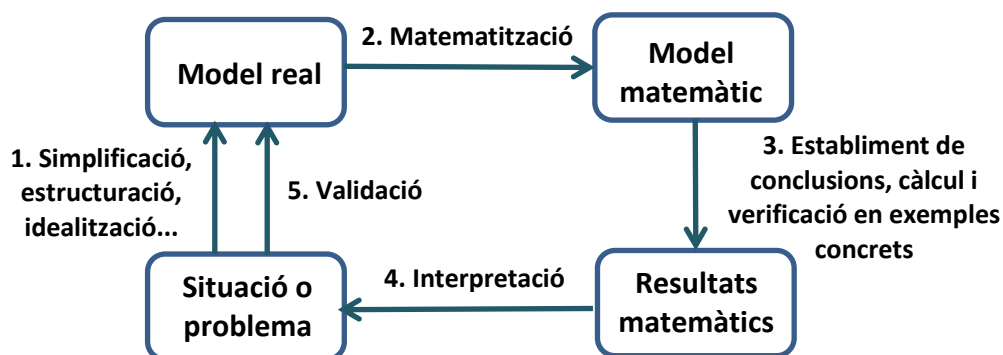 2. Matematització
Model real
Model
matemàtic
1. Simplificació,
estructuració,
idealització...
5. Validació
3. Establiment de
conclusions, càlcul i
verificació en exemples
concrets
Situació o
problema
4. Interpretació
Resultats
matemàtics